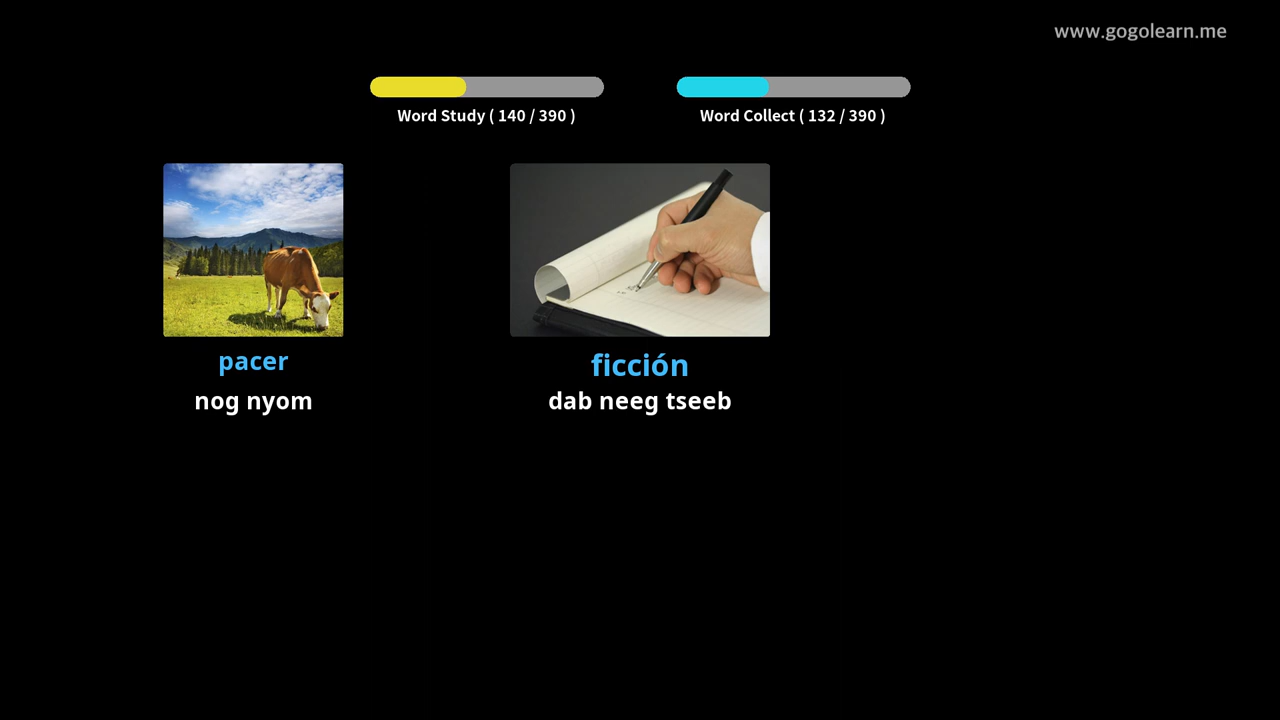 www.gogolearn.me
Word Study ( 140 / 390 )
Word Collect ( 132 / 390 )
pacer
nog nyom
ficción
dab neeg tseeb